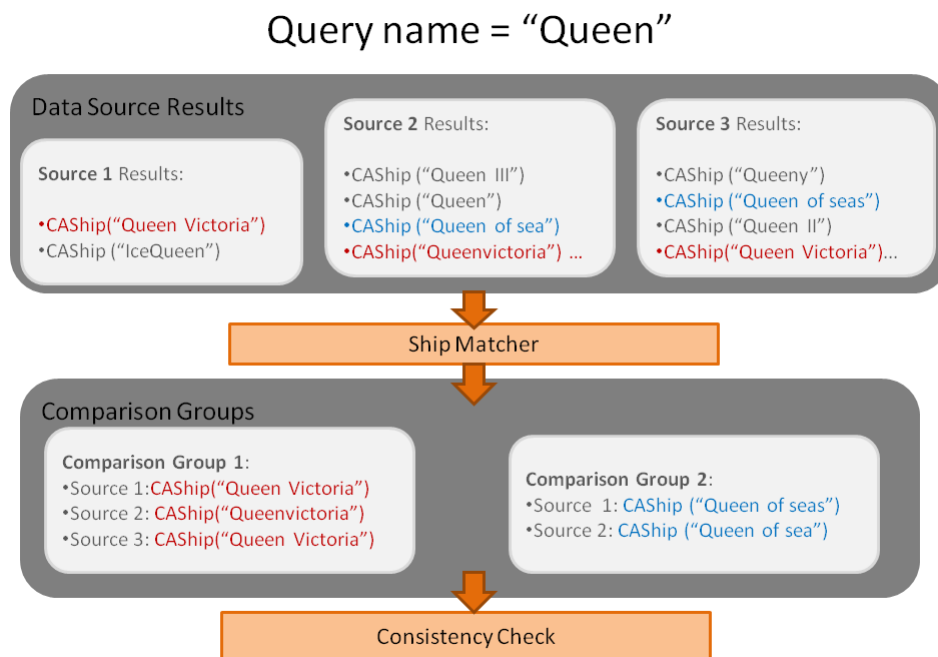 Query name = “Queen”
Data Source Results
Source 1 Results:
•CAShip(“Queen Victoria”)
•CAShip (“IceQueen”)
Source 2 Results:
•CAShip (“Queen III”)
•CAShip (“Queen”)
•CAShip (“Queen of sea”)
•CAShip(“Queenvictoria”) ...
Source 3 Results:
•CAShip (“Queeny”)
•CAShip (“Queen of seas”)
•CAShip (“Queen II”)
•CAShip(“Queen Victoria”)...
Ship Matcher
Comparison Groups
Comparison Group 1:
•Source 1:CAShip(“Queen Victoria”)
•Source 2: CAShip(“Queenvictoria”)
•Source 3: CAShip(“Queen Victoria”)
Comparison Group 2:
•Source  1: CAShip (“Queen of seas”)
•Source 2: CAShip (“Queen of sea”)
Consistency Check